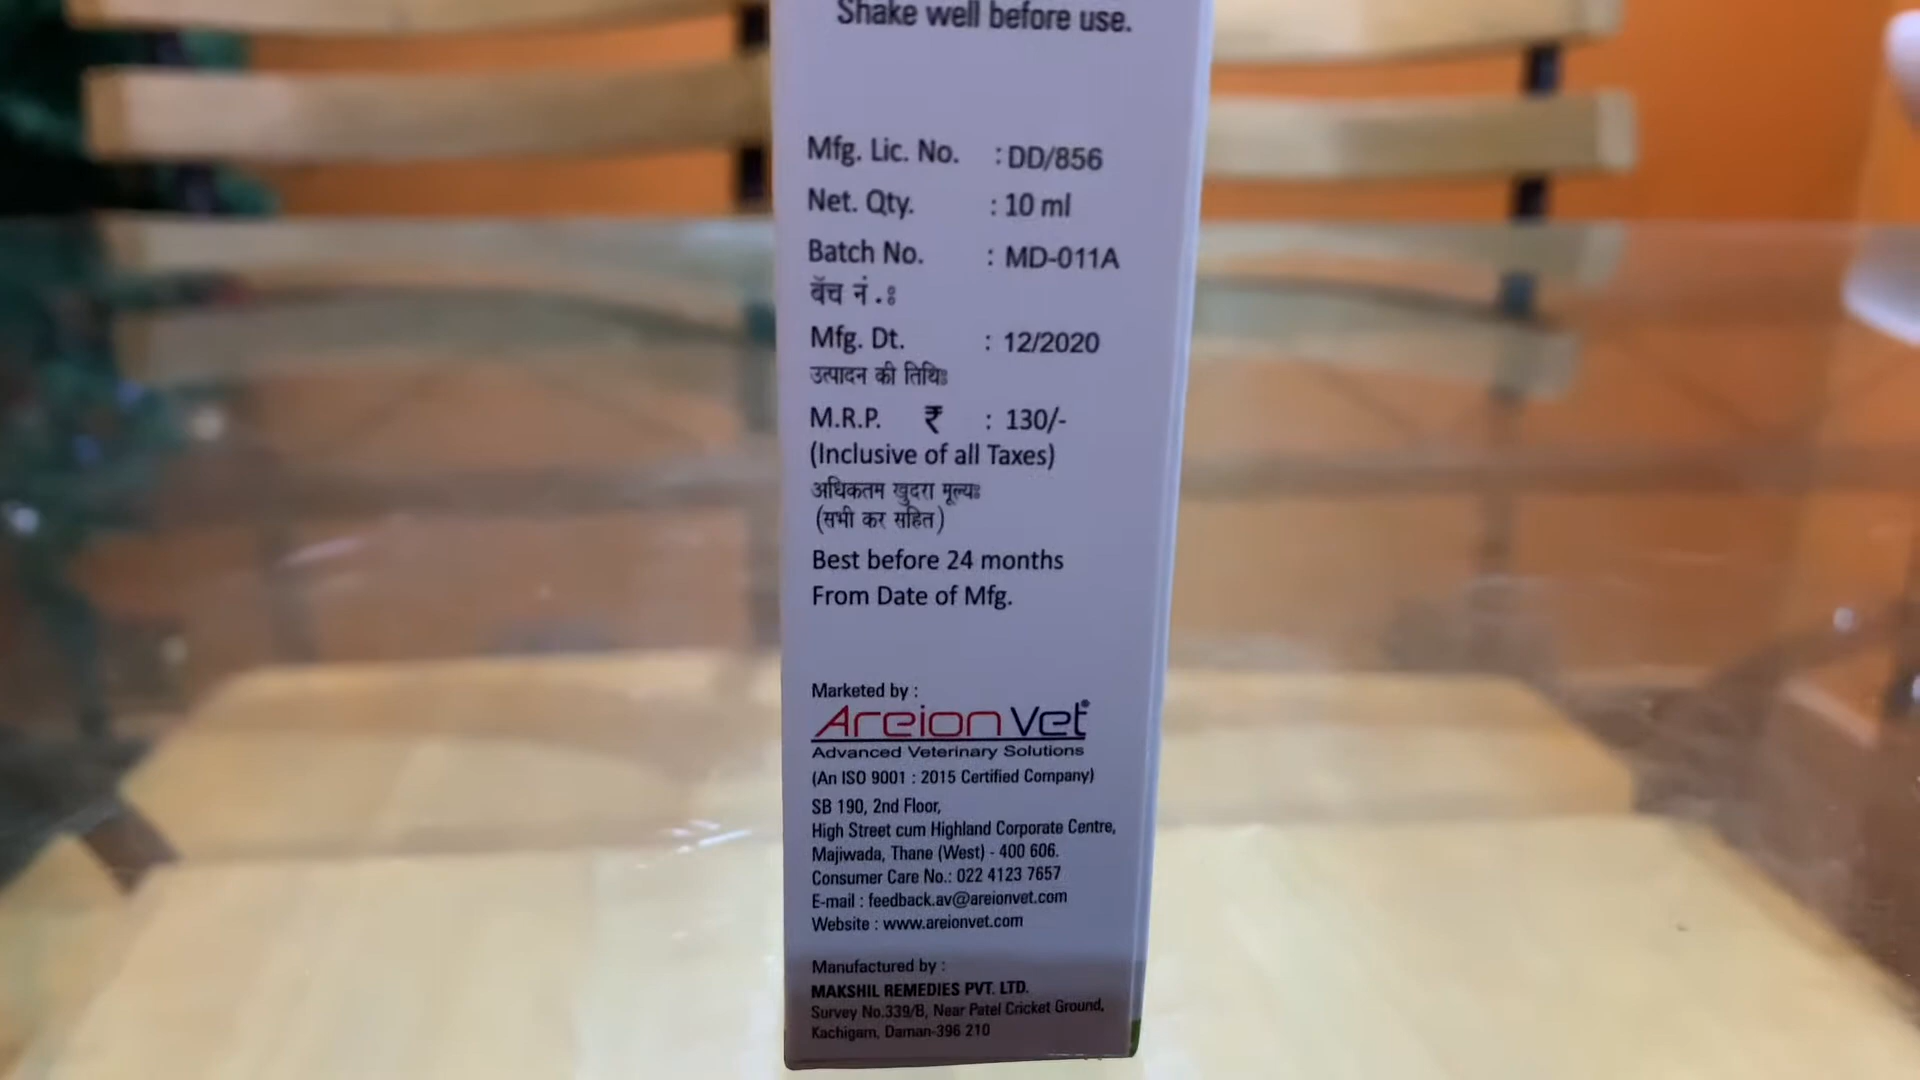 Shake well before use.
Mfg. Lic. No. : DD/856
Net. Qty. : 10 ml
Batch No. : MD-011A
बॅच नं.ः
Mfg. Dt. : 12/2020
उत्पादन की तिथिः
M.R.P. ₹ : 130/-
(Inclusive of all Taxes)
अधिकतम खुदरा मूल्यः
(सभी कर सहित)
Best before 24 months
From Date of Mfg.
Marketed by :
Areion Vet®
Advanced Veterinary Solutions
(An ISO 9001 : 2015 Certified Company)
SB 190, 2nd Floor,
High Street cum Highland Corporate Centre,
Majiwada, Thane (West) - 400 606.
Consumer Care No.: 022 4123 7657
E-mail : feedback.av@areionvet.com
Website : www.areionvet.com
Manufactured by :
MAKSHIL REMEDIES PVT. LTD.
Survey No.339/B, Near Patel Cricket Ground,
Kachigam, Daman-396 210